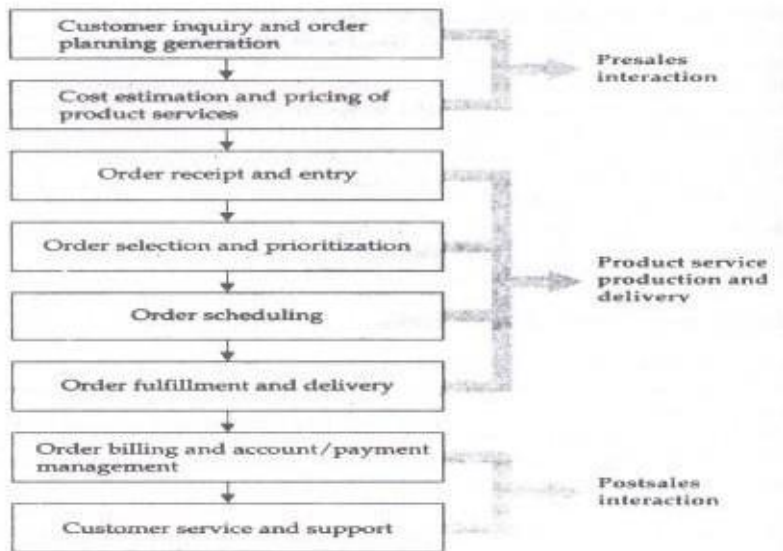 Customer inquiry and order
planning generation
Presales
interaction
Cost estimation and pricing of
product services
Order receipt and entry
Order selection and prioritization
Product service
production and
delivery
Order scheduling
Order fulfillment and delivery
Order billing and account/payment
management
Postsales
interaction
Customer service and support